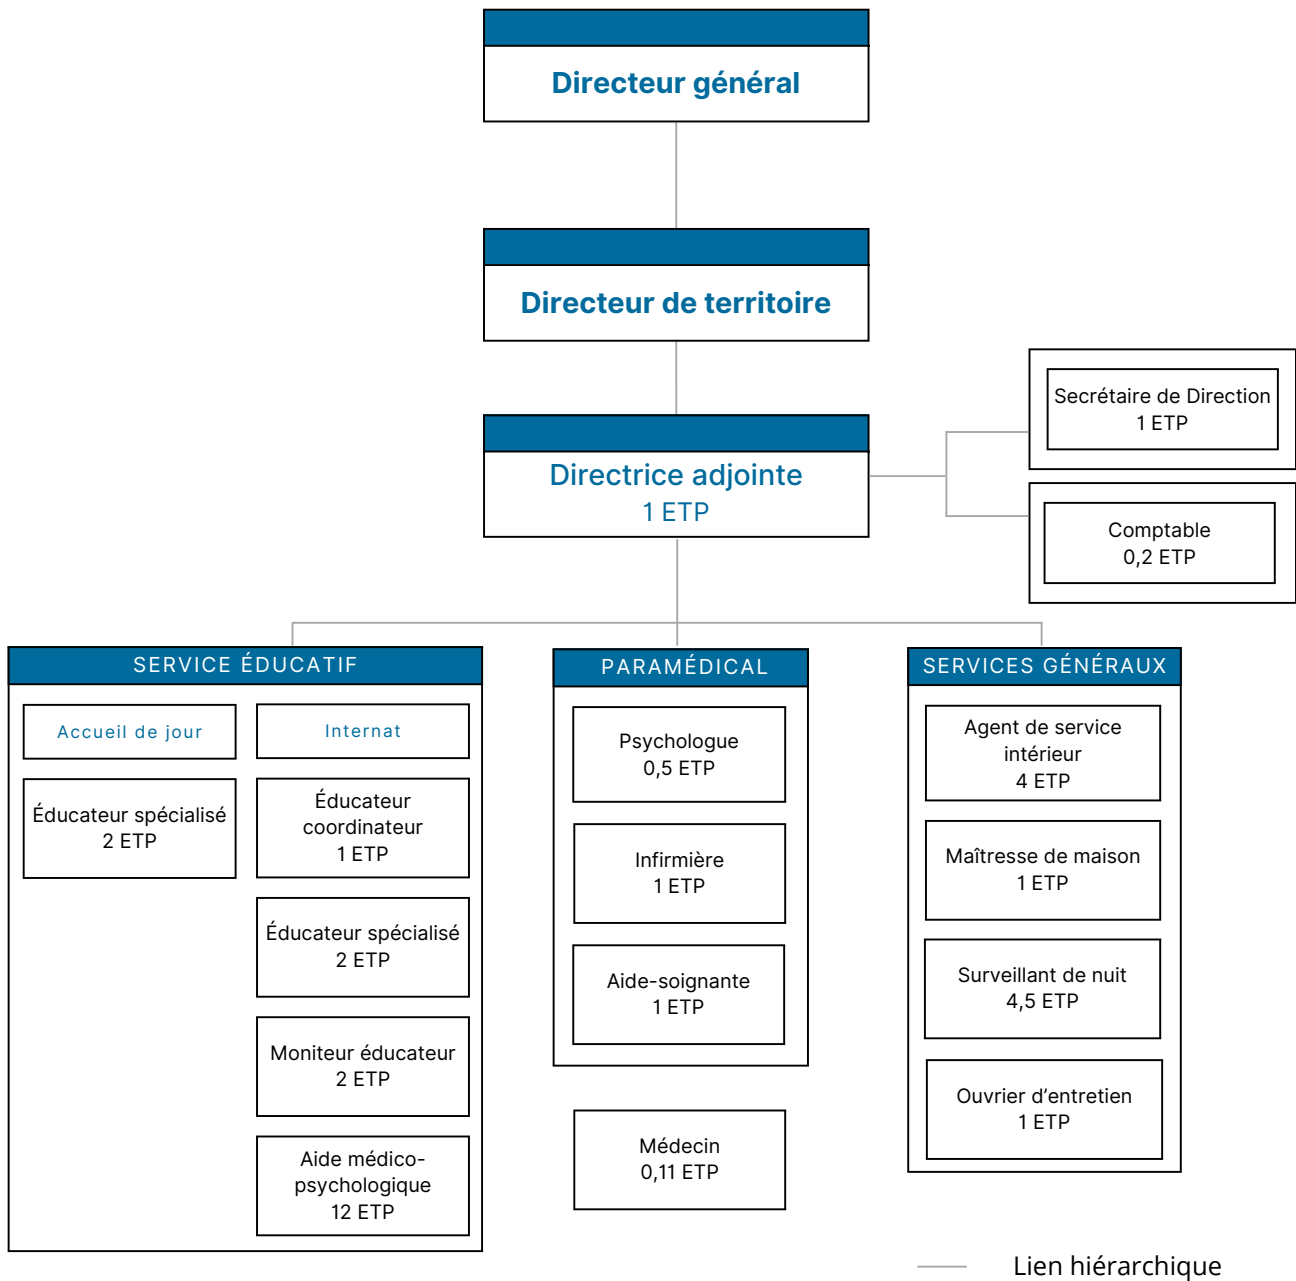 Directeur général
Directeur de territoire
Directrice adjointe
1 ETP
Secrétaire de Direction
1 ETP
Comptable
0,2 ETP
SERVICE ÉDUCATIF
Accueil de jour
Éducateur spécialisé
2 ETP
Internat
Éducateur
coordinateur
1 ETP
Éducateur spécialisé
2 ETP
Moniteur éducateur
2 ETP
Aide médico-
psychologique
12 ETP
PARAMÉDICAL
Psychologue
0,5 ETP
Infirmière
1 ETP
Aide-soignante
1 ETP
Médecin
0,11 ETP
SERVICES GÉNÉRAUX
Agent de service
intérieur
4 ETP
Maîtresse de maison
1 ETP
Surveillant de nuit
4,5 ETP
Ouvrier d’entretien
1 ETP
Lien hiérarchique